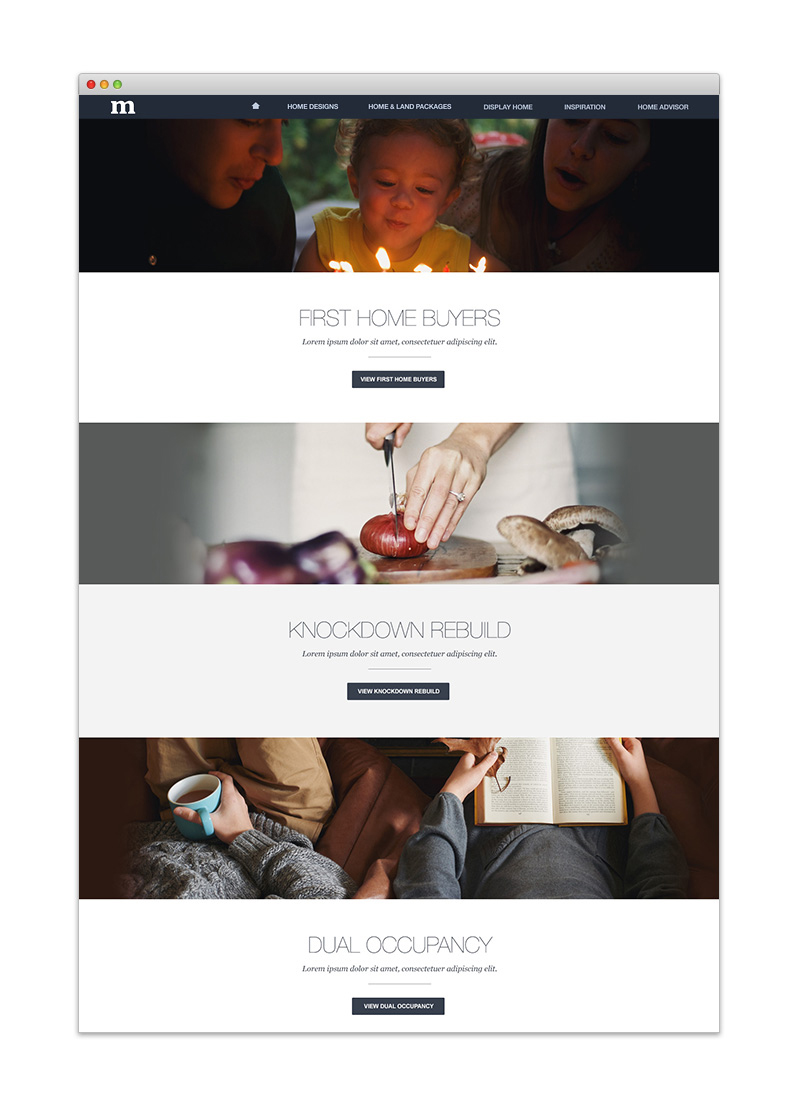 m
HOME DESIGNS
HOME & LAND PACKAGES
DISPLAY HOME
INSPIRATION
HOME ADVISOR
FIRST HOME BUYERS
Lorem ipsum dolor sit amet, consectetuer adipiscing elit.
VIEW FIRST HOME BUYERS
KNOCKDOWN REBUILD
Lorem ipsum dolor sit amet, consectetuer adipiscing elit.
VIEW KNOCKDOWN REBUILD
DUAL OCCUPANCY
Lorem ipsum dolor sit amet, consectetuer adipiscing elit.
VIEW DUAL OCCUPANCY